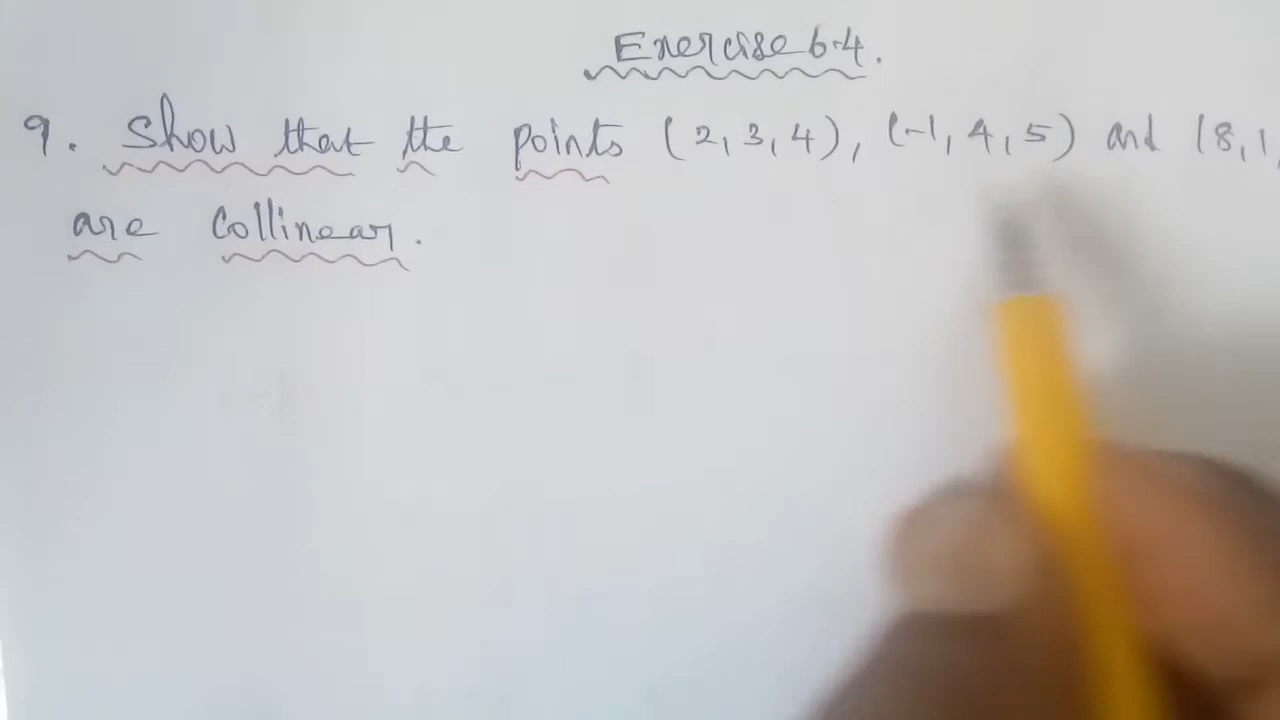 Exercise 6.4.
9. Show that the points (2, 3, 4), (-1, 4, 5) and (8, 1,
are Collinear.